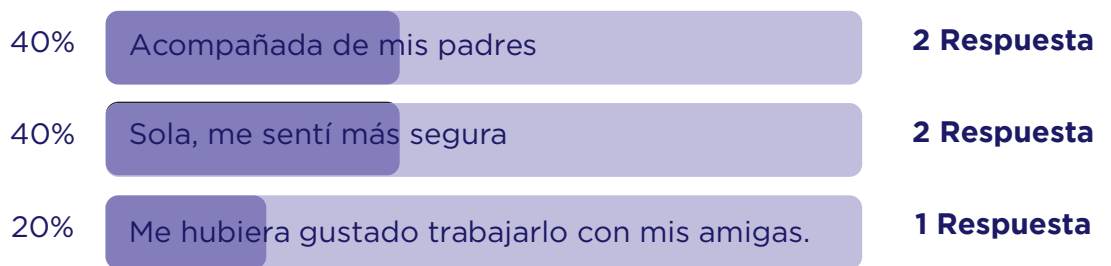 40% Acompañada de mis padres 2 Respuesta
40% Sola, me sentí más segura 2 Respuesta
20% Me hubiera gustado trabajarlo con mis amigas. 1 Respuesta